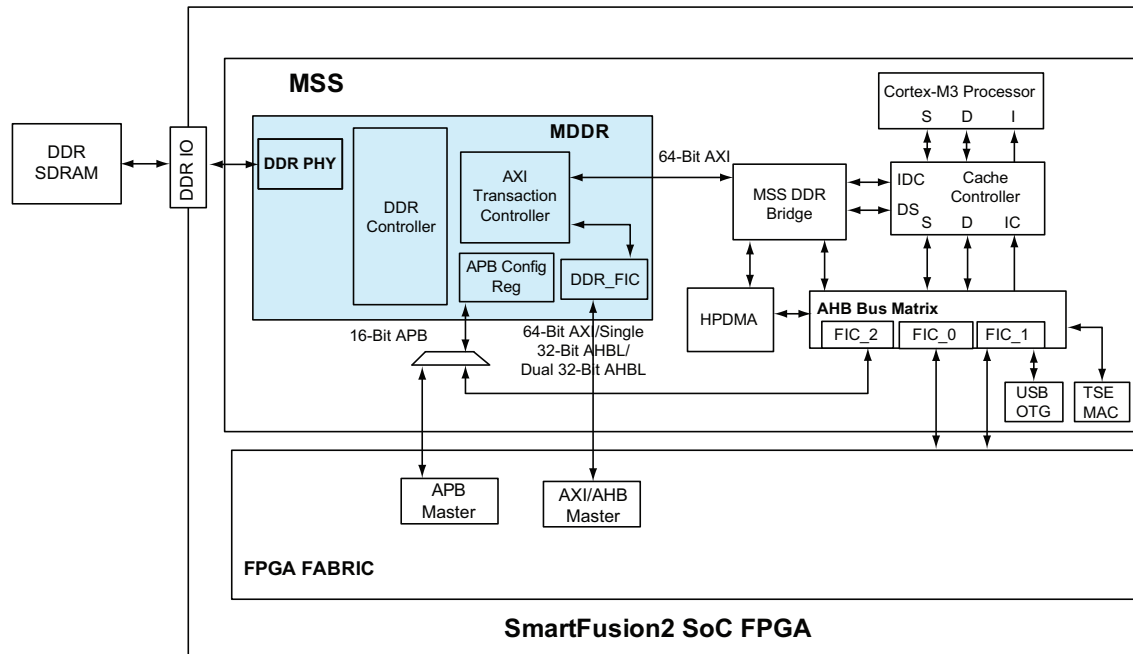 MSS
Cortex-M3 Processor
S D I
DDR
SDRAM
DDR IO
MDDR
DDR PHY
DDR
Controller
AXI
Transaction
Controller
APB Config
Reg
DDR_FIC
64-Bit AXI
MSS DDR
Bridge
IDC
DS
Cache
Controller
S D IC
HPDMA
AHB Bus Matrix
FIC_2 FIC_0 FIC_1
16-Bit APB
64-Bit AXI/Single
32-Bit AHBL/
Dual 32-Bit AHBL
USB
OTG
TSE
MAC
APB
Master
AXI/AHB
Master
FPGA FABRIC
SmartFusion2 SoC FPGA